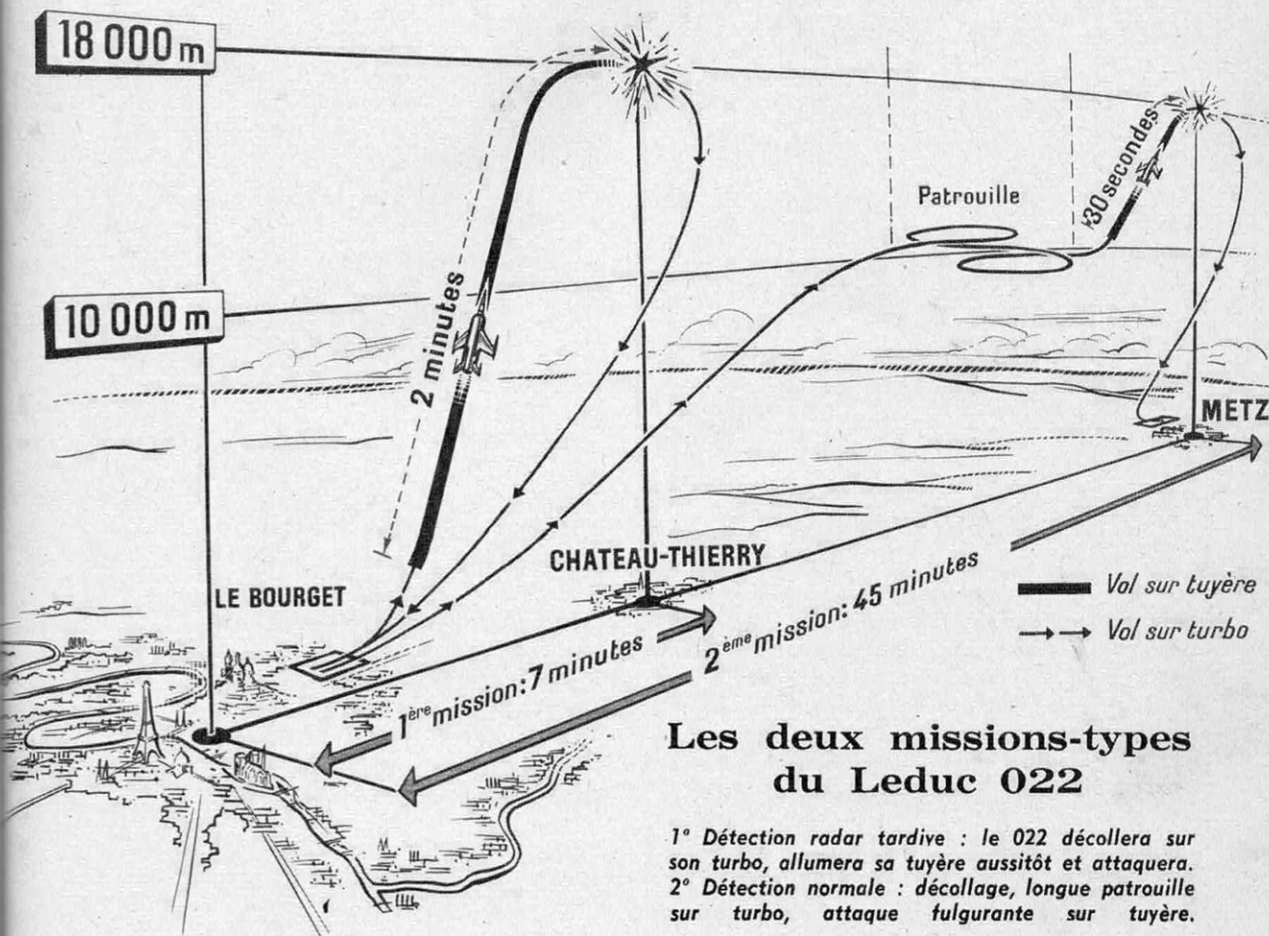 18 000 m
10 000 m
2 minutes
Patrouille
30 secondes
METZ
CHATEAU-THIERRY
LE BOURGET
1ère mission: 7 minutes
2ème mission: 45 minutes
Vol sur tuyère
Vol sur turbo
Les deux missions-types
du Leduc 022
1° Détection radar tardive : le 022 décollera sur
son turbo, allumera sa tuyère aussitôt et attaquera.
2° Détection normale : décollage, longue patrouille
sur turbo, attaque fulgurante sur tuyère.